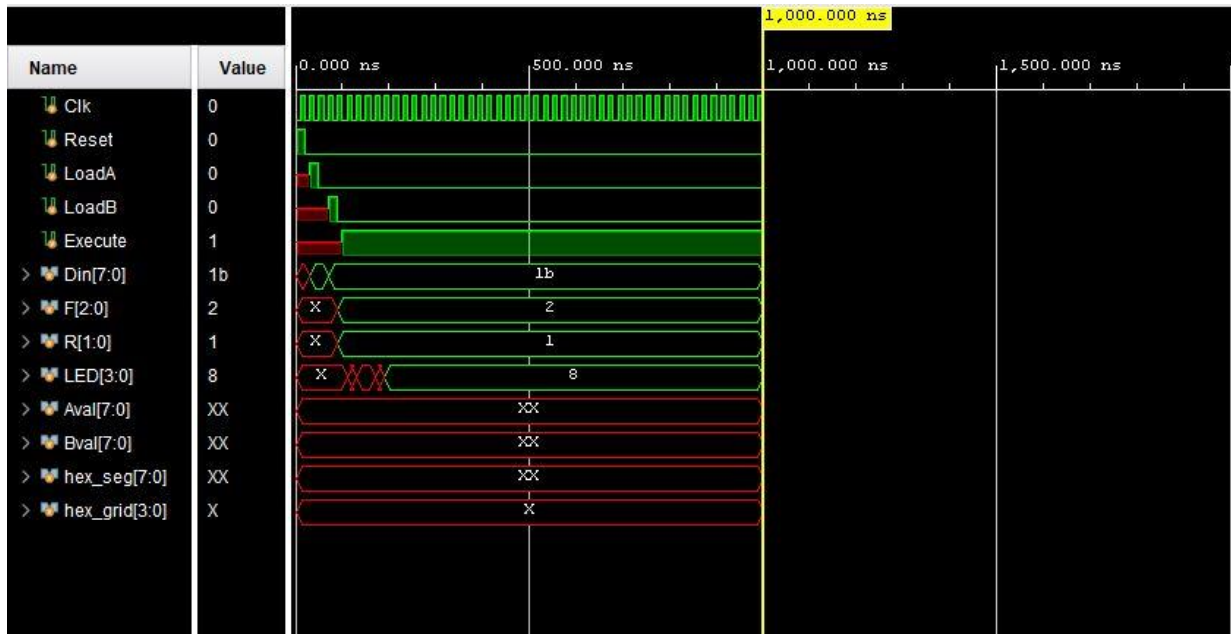 1,000.000 ns
Name Value 0.000 ns 500.000 ns 1,000.000 ns 1,500.000 ns
Clk 0
Reset 0
LoadA 0
LoadB 0
Execute 1
Din[7:0] 1b 1b
F[2:0] 2 X 2
R[1:0] 1 X 1
LED[3:0] 8 X 8
Aval[7:0] XX XX
Bval[7:0] XX XX
hex_seg[7:0] XX XX
hex_grid[3:0] X X